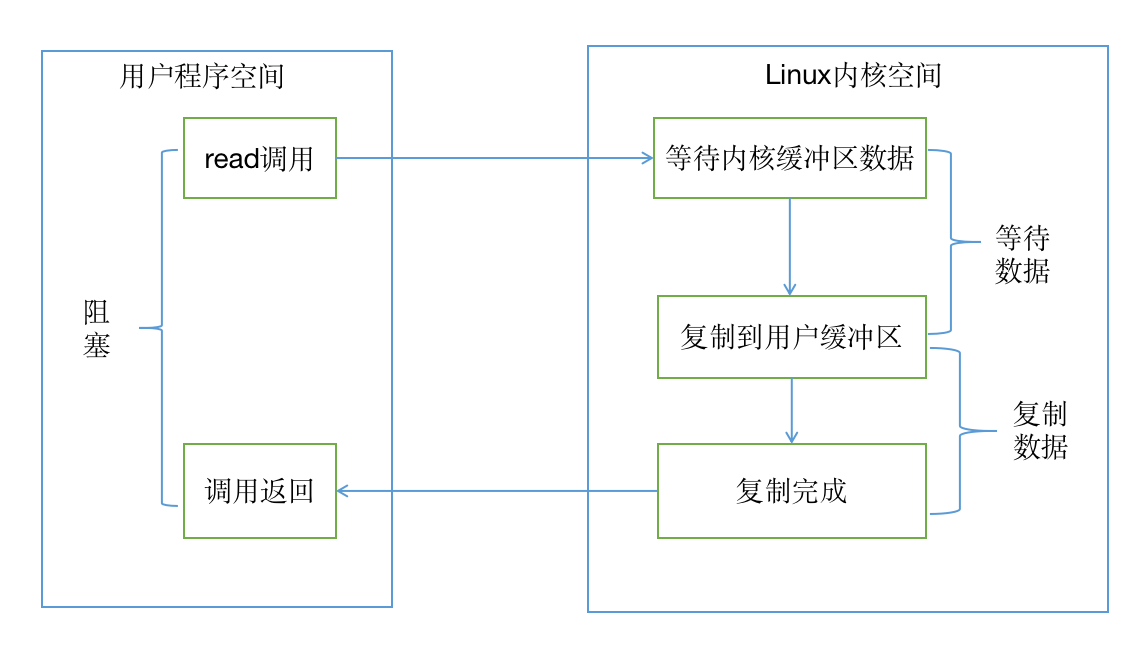 用户程序空间
Linux内核空间
read调用
等待内核缓冲区数据
等待
数据
阻
塞
复制到用户缓冲区
复制
数据
调用返回
复制完成